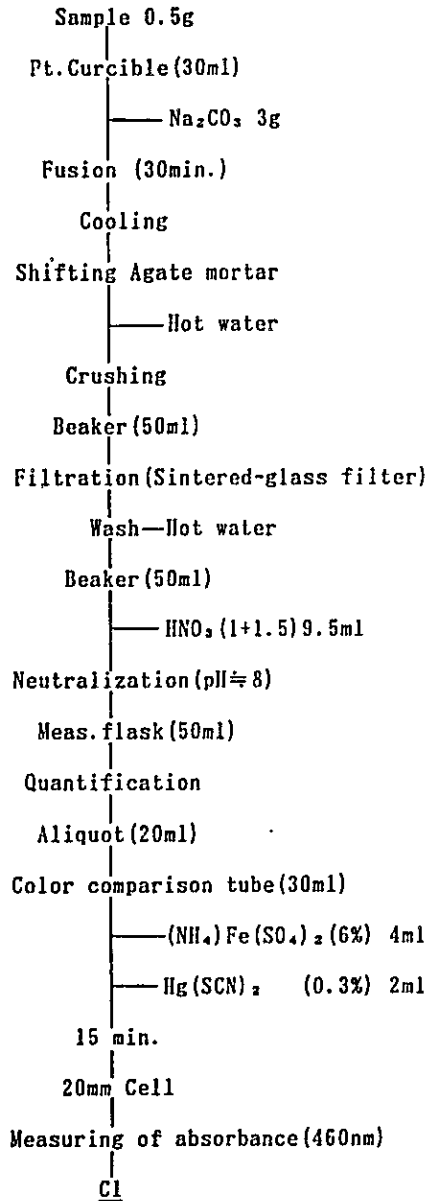 Sample 0.5g
Pt.Curcible(30ml)
Na₂CO₃ 3g
Fusion (30min.)
Cooling
Shifting Agate mortar
Hot water
Crushing
Beaker(50ml)
Filtration(Sintered-glass filter)
Wash—Hot water
Beaker(50ml)
HNO₃(1+1.5)9.5ml
Neutralization(pH≒8)
Meas.flask(50ml)
Quantification
Aliquot(20ml)
Color comparison tube(30ml)
(NH₄)Fe(SO₄)₂(6%) 4ml
Hg(SCN)₂ (0.3%) 2ml
15 min.
20mm Cell
Measuring of absorbance(460nm)
Cl